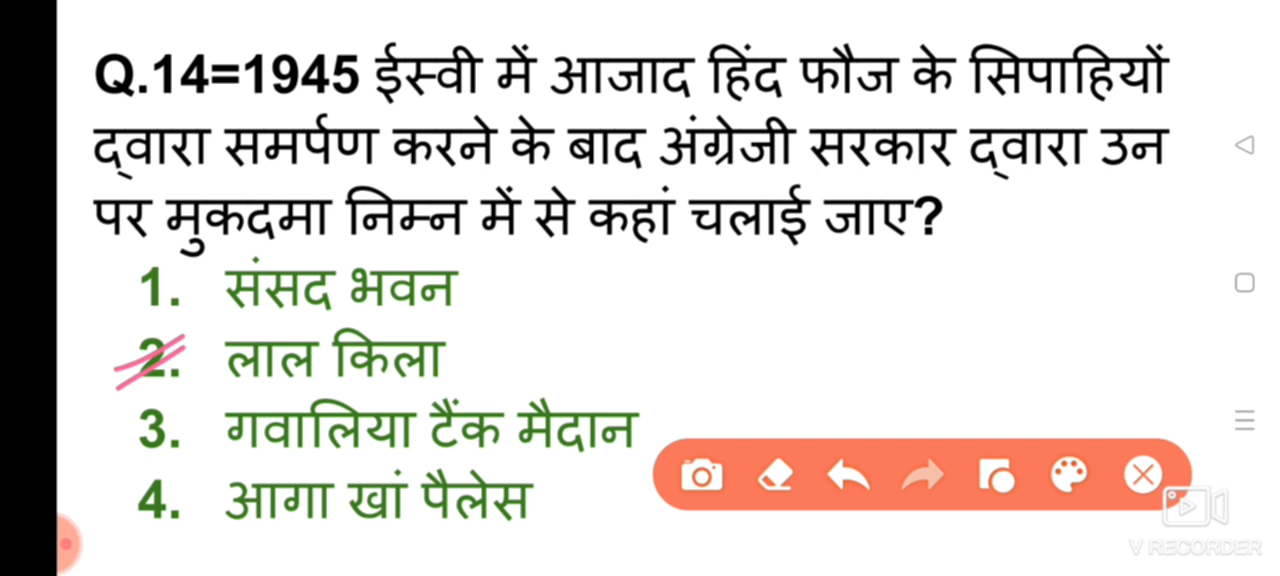 Q.14=1945 ईस्वी में आजाद हिंद फौज के सिपाहियों
द्वारा समर्पण करने के बाद अंग्रेजी सरकार द्वारा उन
पर मुकदमा निम्न में से कहां चलाई जाए?
1. संसद भवन
2. लाल किला
3. गवालिया टैंक मैदान
4. आगा खां पैलेस
V RECORDER